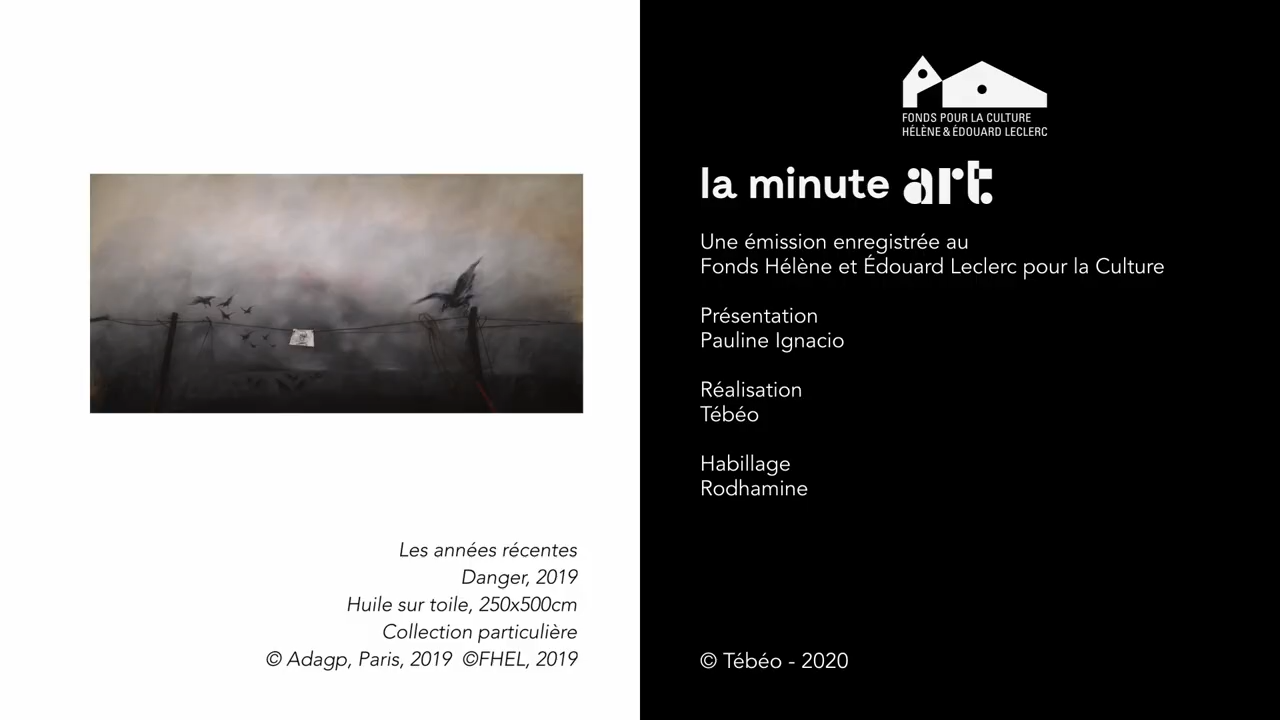 Les années récentes
Danger, 2019
Huile sur toile, 250x500cm
Collection particulière
© Adagp, Paris, 2019 ©FHEL, 2019
FONDS POUR LA CULTURE
HÉLÈNE & ÉDOUARD LECLERC
la minute art
Une émission enregistrée au
Fonds Hélène et Édouard Leclerc pour la Culture
Présentation
Pauline Ignacio
Réalisation
Tébéo
Habillage
Rodhamine
© Tébéo - 2020